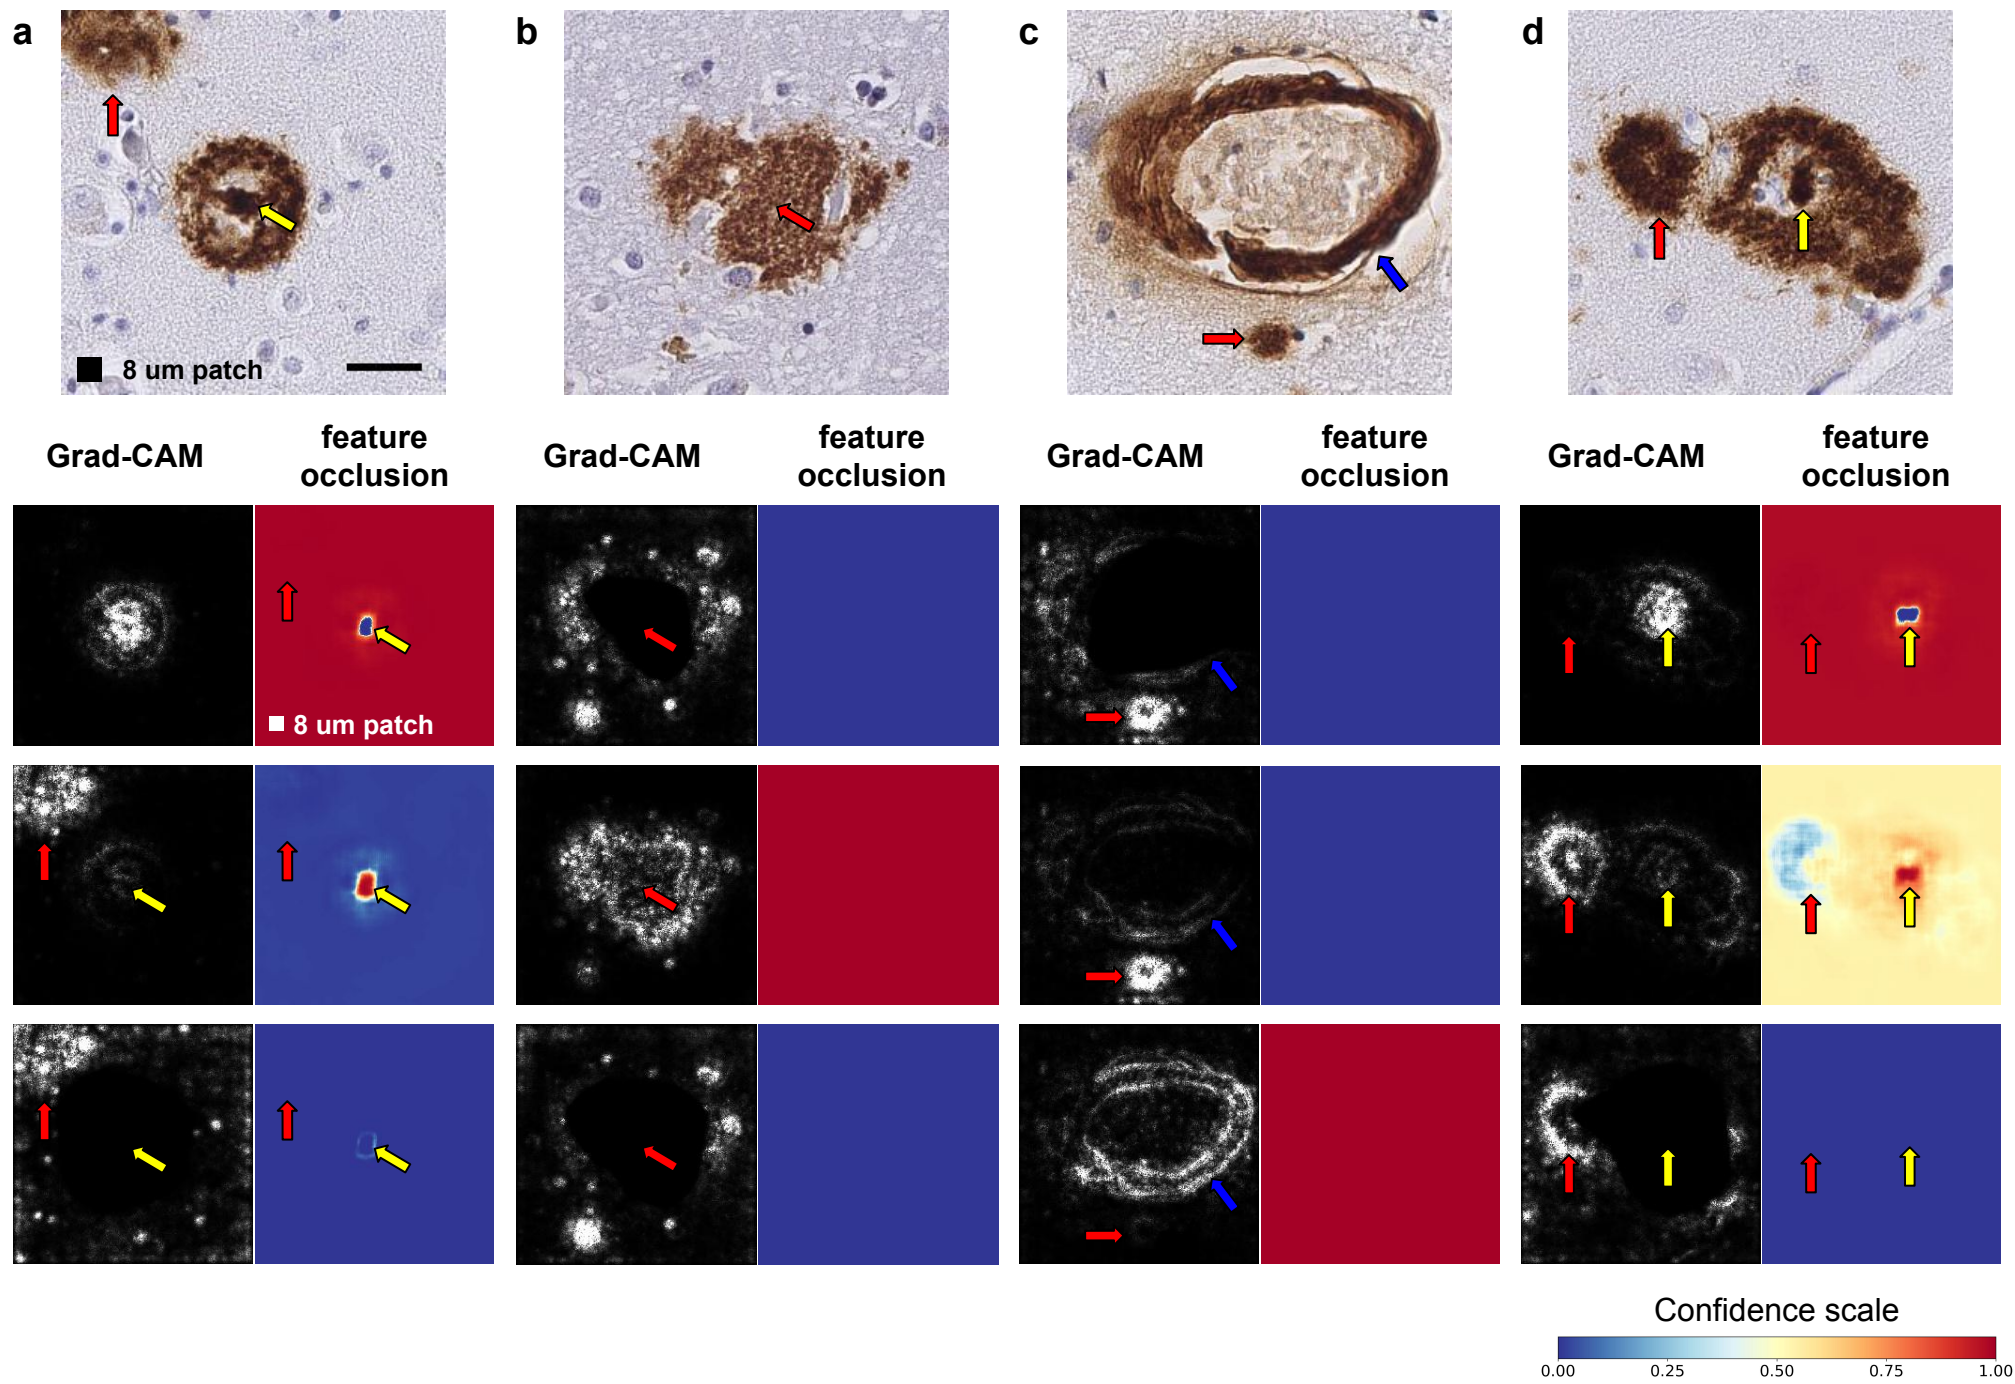 a
b
c
d
8 um patch
Grad-CAM
feature
occlusion
Grad-CAM
feature
occlusion
Grad-CAM
feature
occlusion
Grad-CAM
feature
occlusion
8 um patch
Confidence scale
0.00 0.25 0.50 0.75 1.00